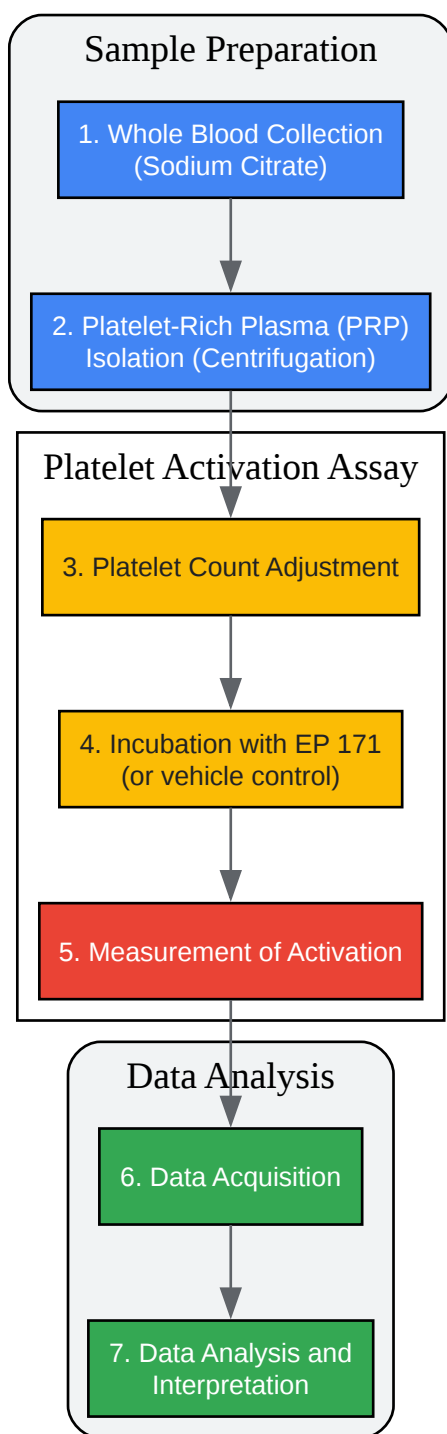 Sample Preparation
1. Whole Blood Collection
(Sodium Citrate)
2. Platelet-Rich Plasma (PRP)
Isolation (Centrifugation)
Platelet Activation Assay
3. Platelet Count Adjustment
4. Incubation with EP 171
(or vehicle control)
5. Measurement of Activation
Data Analysis
6. Data Acquisition
7. Data Analysis and
Interpretation